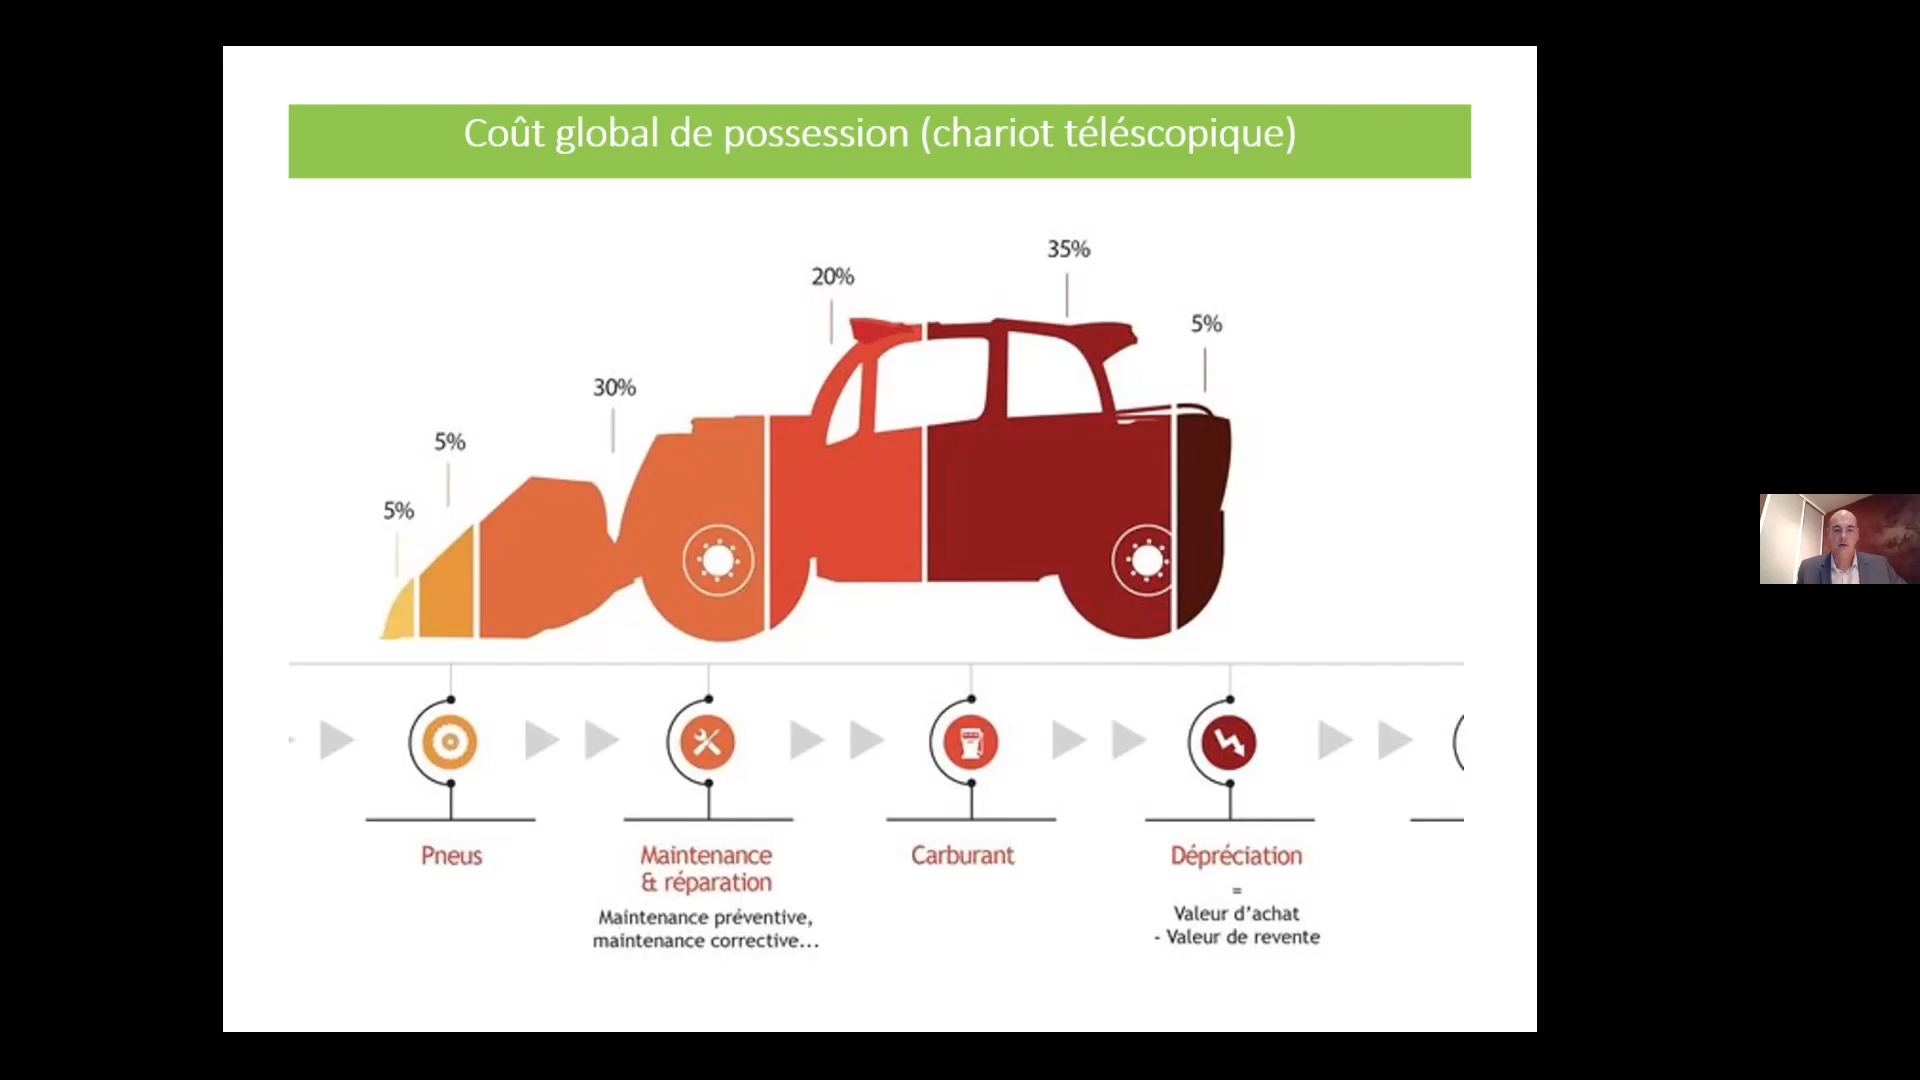 Coût global de possession (chariot téléscopique)
35%
20%
5%
30%
5%
5%
Pneus
Maintenance
& réparation
Maintenance préventive,
maintenance corrective...
Carburant
Dépréciation
=
Valeur d'achat
- Valeur de revente